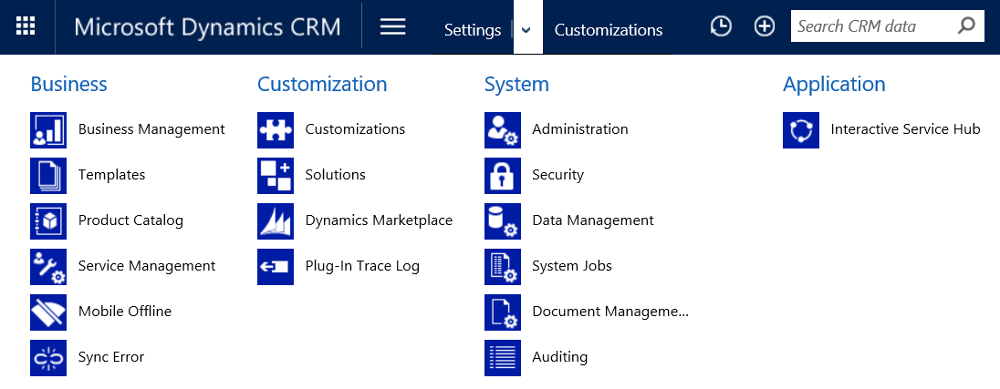 Microsoft Dynamics CRM Settings Customizations Search CRM data
Business Customization System Application
Business Management Customizations Administration Interactive Service Hub
Templates Solutions Security
Product Catalog Dynamics Marketplace Data Management
Service Management Plug-In Trace Log System Jobs
Mobile Offline Document Manageme...
Sync Error Auditing